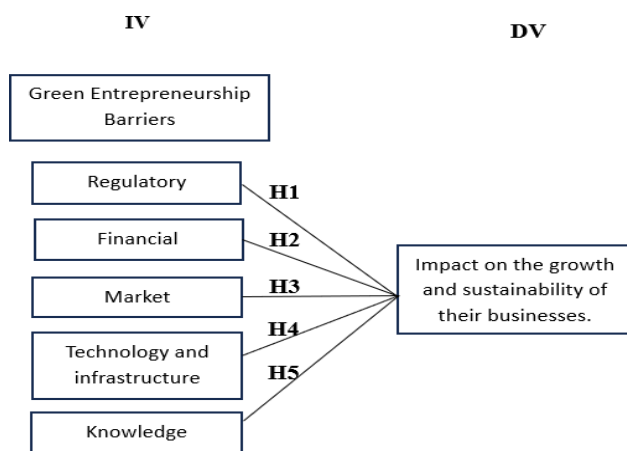 IV
DV
Green Entrepreneurship
Barriers
Regulatory
H1
Financial
H2
Market
H3
Technology and
infrastructure
H4
Knowledge
H5
Impact on the growth
and sustainability of
their businesses.